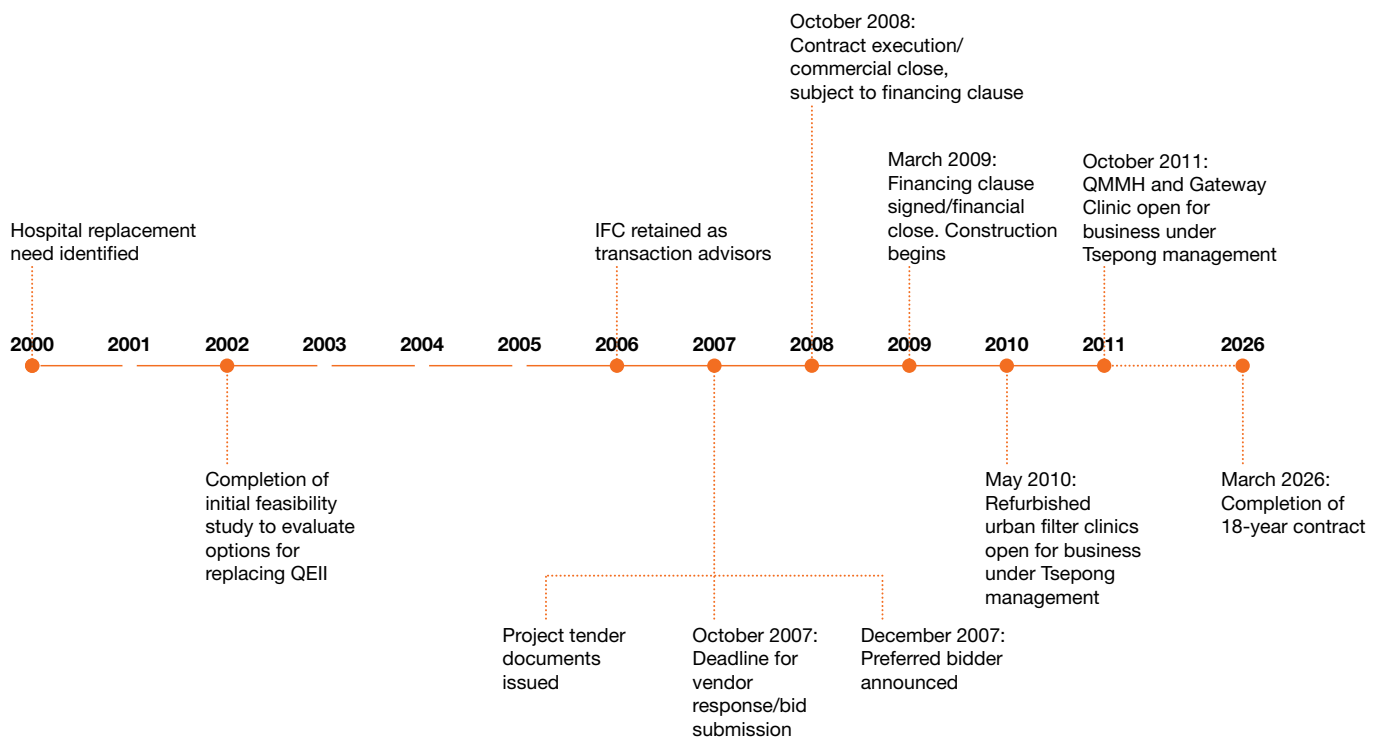 October 2008:
Contract execution/
commercial close,
subject to financing clause
March 2009:
Financing clause
signed/financial
close. Construction
begins
October 2011:
QMMH and Gateway
Clinic open for
business under
Tsepong management
Hospital replacement
need identified
IFC retained as
transaction advisors
2000 2001 2002 2003 2004 2005 2006 2007 2008 2009 2010 2011 2026
Completion of
initial feasibility
study to evaluate
options for
replacing QEII
May 2010:
Refurbished
urban filter clinics
open for business
under Tsepong
management
March 2026:
Completion of
18-year contract
Project tender
documents
issued
October 2007:
Deadline for
vendor
response/bid
submission
December 2007:
Preferred bidder
announced